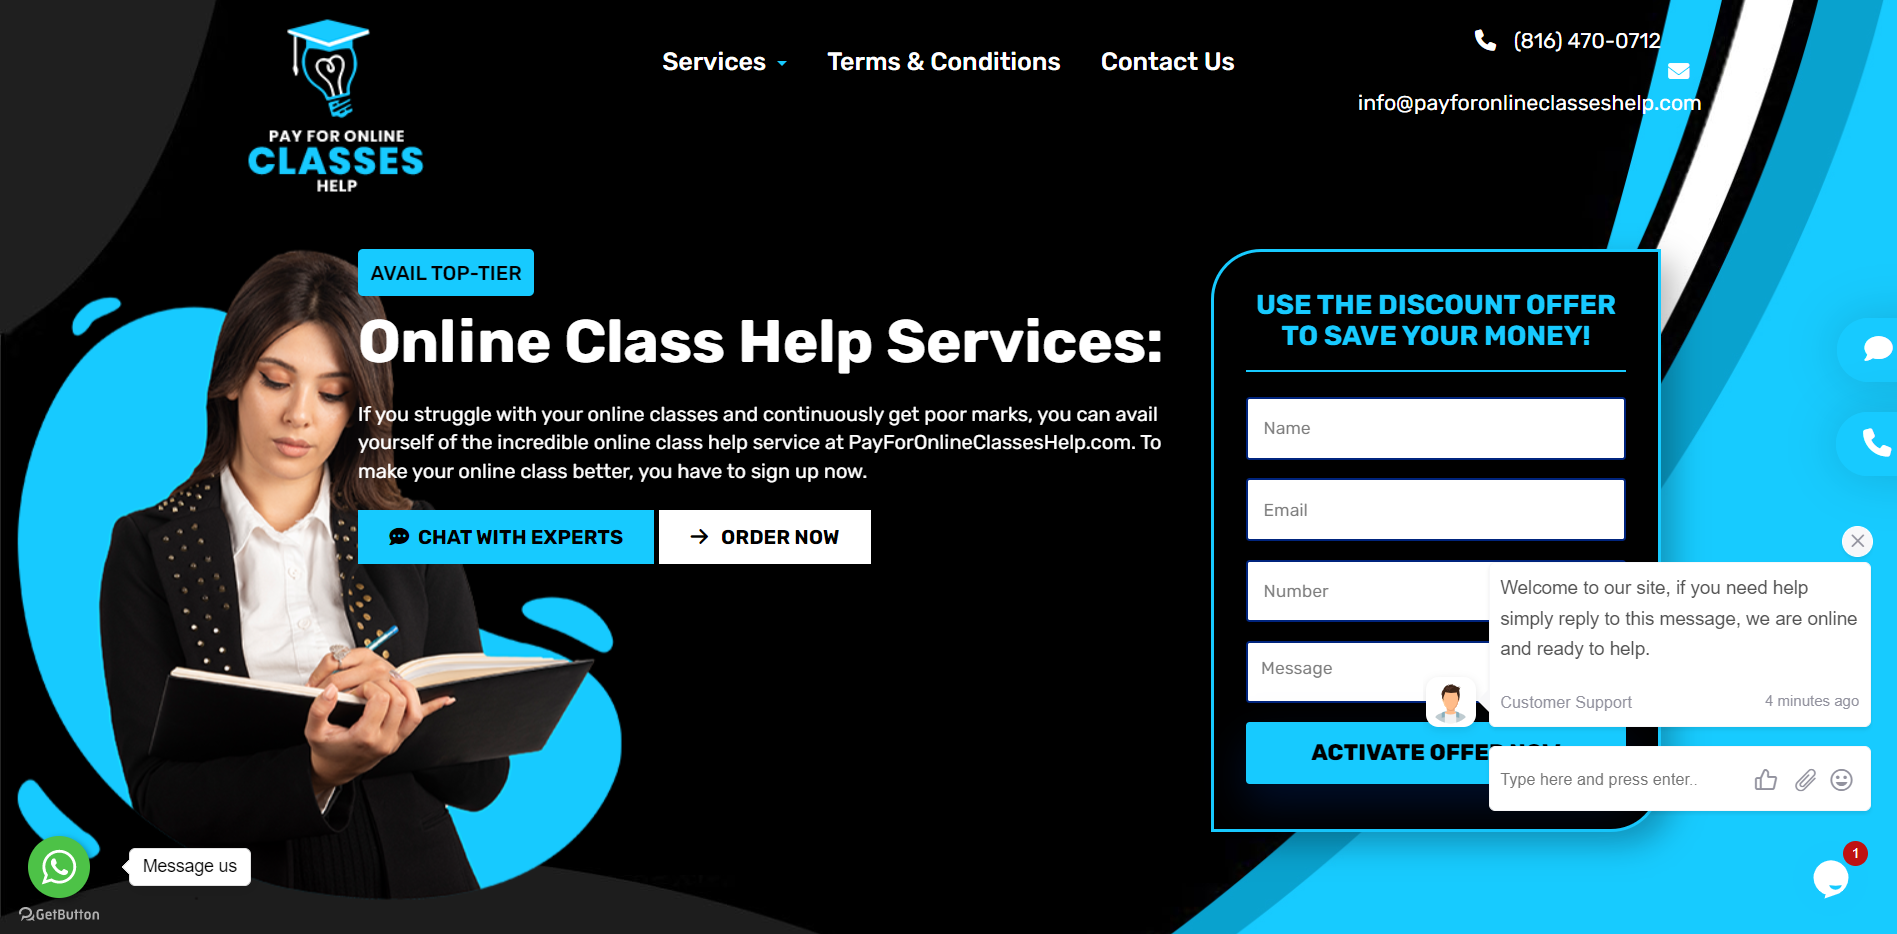 PAY FOR ONLINE
CLASSES
HELP
Services
Terms & Conditions
Contact Us
(816) 470-0712
info@payforonlineclasseshelp.com
AVAIL TOP-TIER
Online Class Help Services:
If you struggle with your online classes and continuously get poor marks, you can avail
yourself of the incredible online class help service at PayForOnlineClassesHelp.com. To
make your online class better, you have to sign up now.
CHAT WITH EXPERTS
ORDER NOW
USE THE DISCOUNT OFFER
TO SAVE YOUR MONEY!
Name
Email
Number
Message
ACTIVATE OFFER NOW
Welcome to our site, if you need help
simply reply to this message, we are online
and ready to help.
Customer Support
4 minutes ago
Type here and press enter..
1
Message us
GetButton